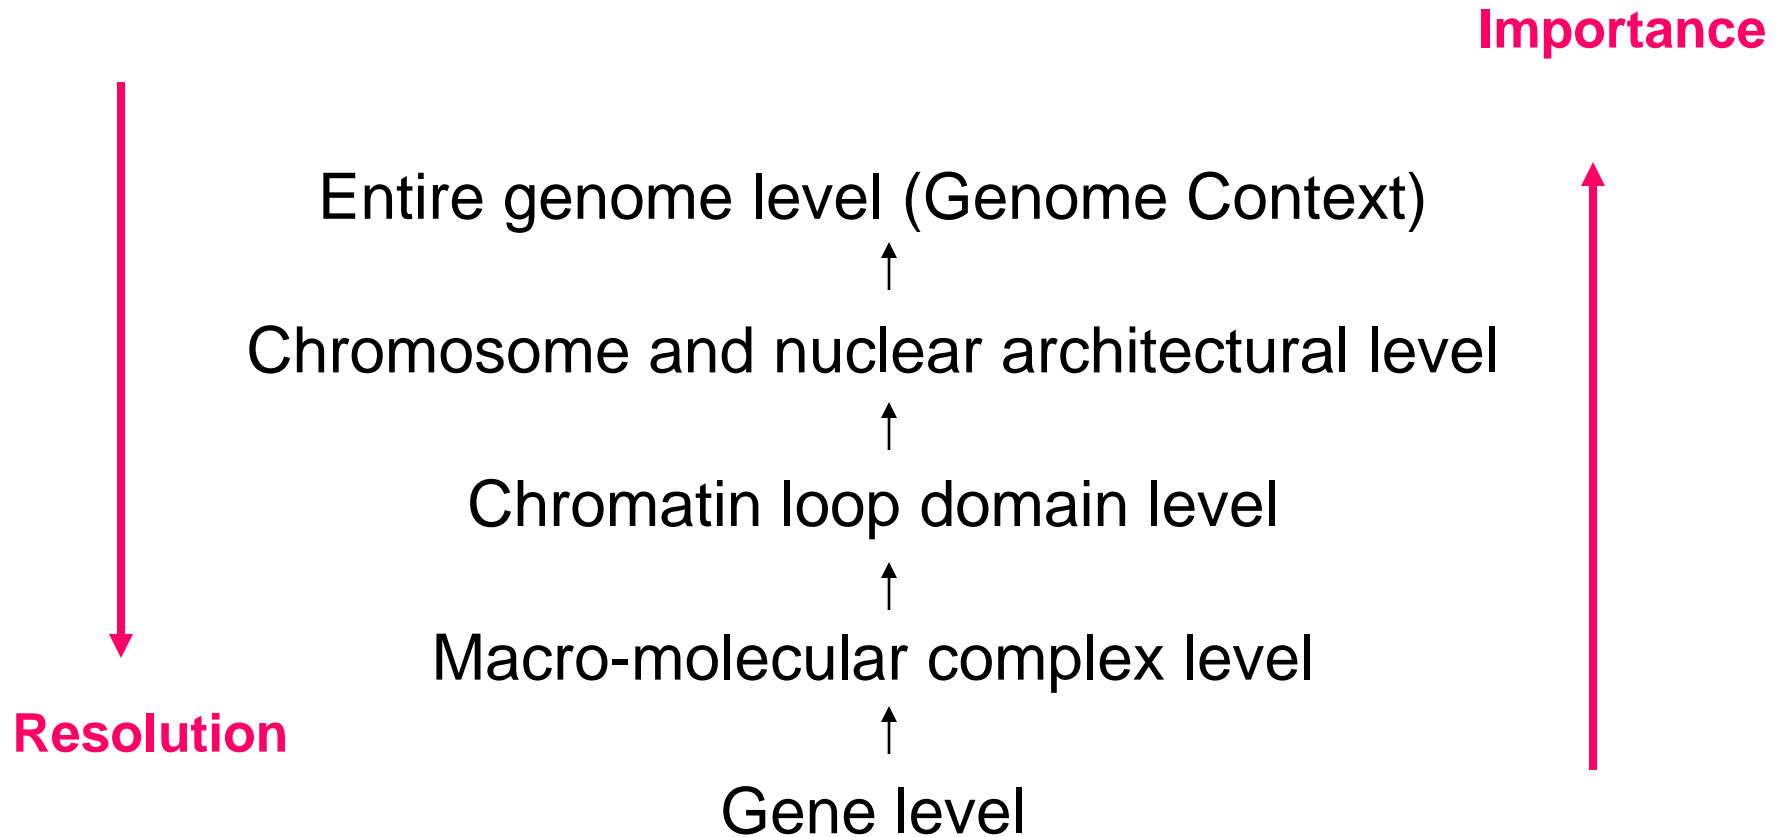 Importance
Entire genome level (Genome Context)
Chromosome and nuclear architectural level
Chromatin loop domain level
Macro-molecular complex level
Resolution
Gene level